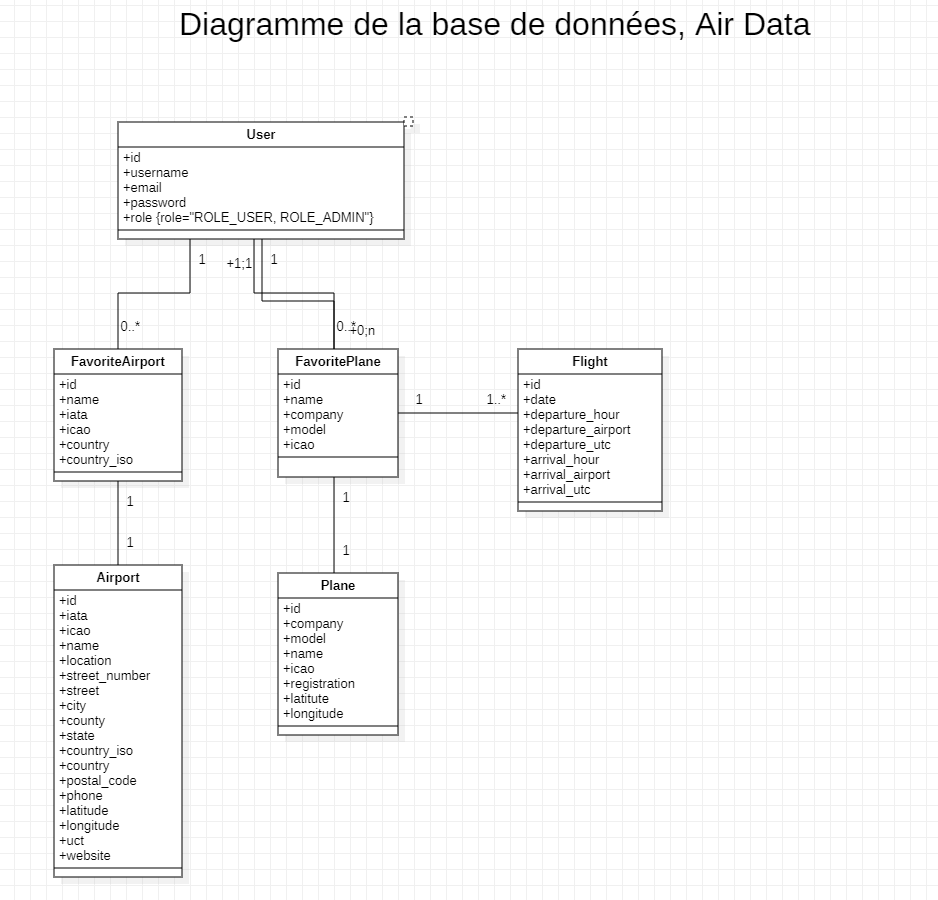 Diagramme de la base de données, Air Data
User
+id
+username
+email
+password
+role {role="ROLE_USER, ROLE_ADMIN"}
1
+1;1
1
0..*
0..*
+0;n
FavoriteAirport
+id
+name
+iata
+icao
+country
+country_iso
FavoritePlane
+id
+name
+company
+model
+icao
1
1..*
Flight
+id
+date
+departure_hour
+departure_airport
+departure_utc
+arrival_hour
+arrival_airport
+arrival_utc
1
1
1
1
Airport
+id
+iata
+icao
+name
+location
+street_number
+street
+city
+county
+state
+country_iso
+country
+postal_code
+phone
+latitude
+longitude
+uct
+website
Plane
+id
+company
+model
+name
+icao
+registration
+latitute
+longitude